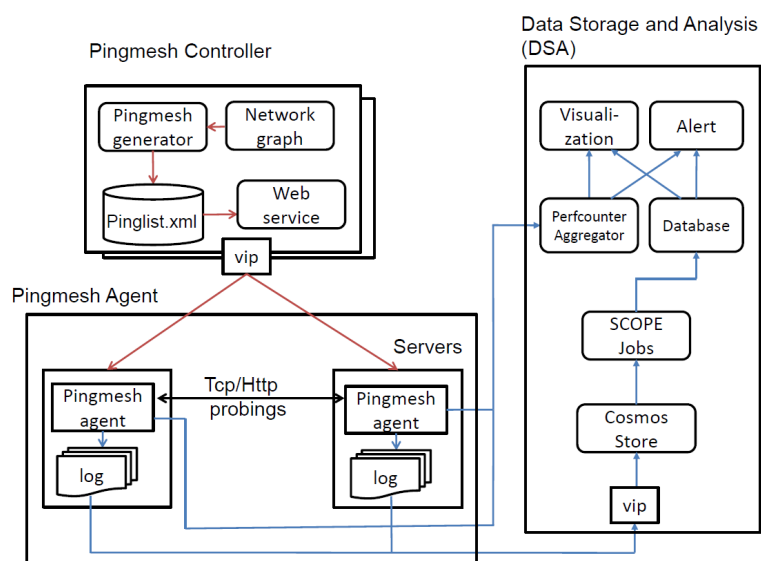 Pingmesh Controller
Pingmesh
generator
Network
graph
Pinglist.xml
Web
service
vip
Pingmesh Agent
Servers
Pingmesh
agent
log
Tcp/Http
probings
Pingmesh
agent
log
Data Storage and Analysis
(DSA)
Visuali-
zation
Alert
Perfcounter
Aggregator
Database
SCOPE
Jobs
Cosmos
Store
vip